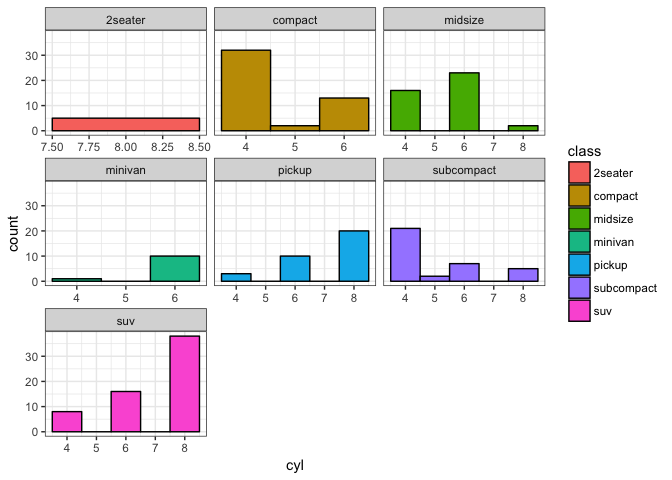 2seater compact midsize
30
20
10
0
7.50 7.75 8.00 8.25 8.50 4 5 6 4 5 6 7 8
minivan pickup subcompact
30
20
10
0
4 5 6 4 5 6 7 8 4 5 6 7 8
suv
30
20
10
0
4 5 6 7 8
count
cyl
class
2seater
compact
midsize
minivan
pickup
subcompact
suv